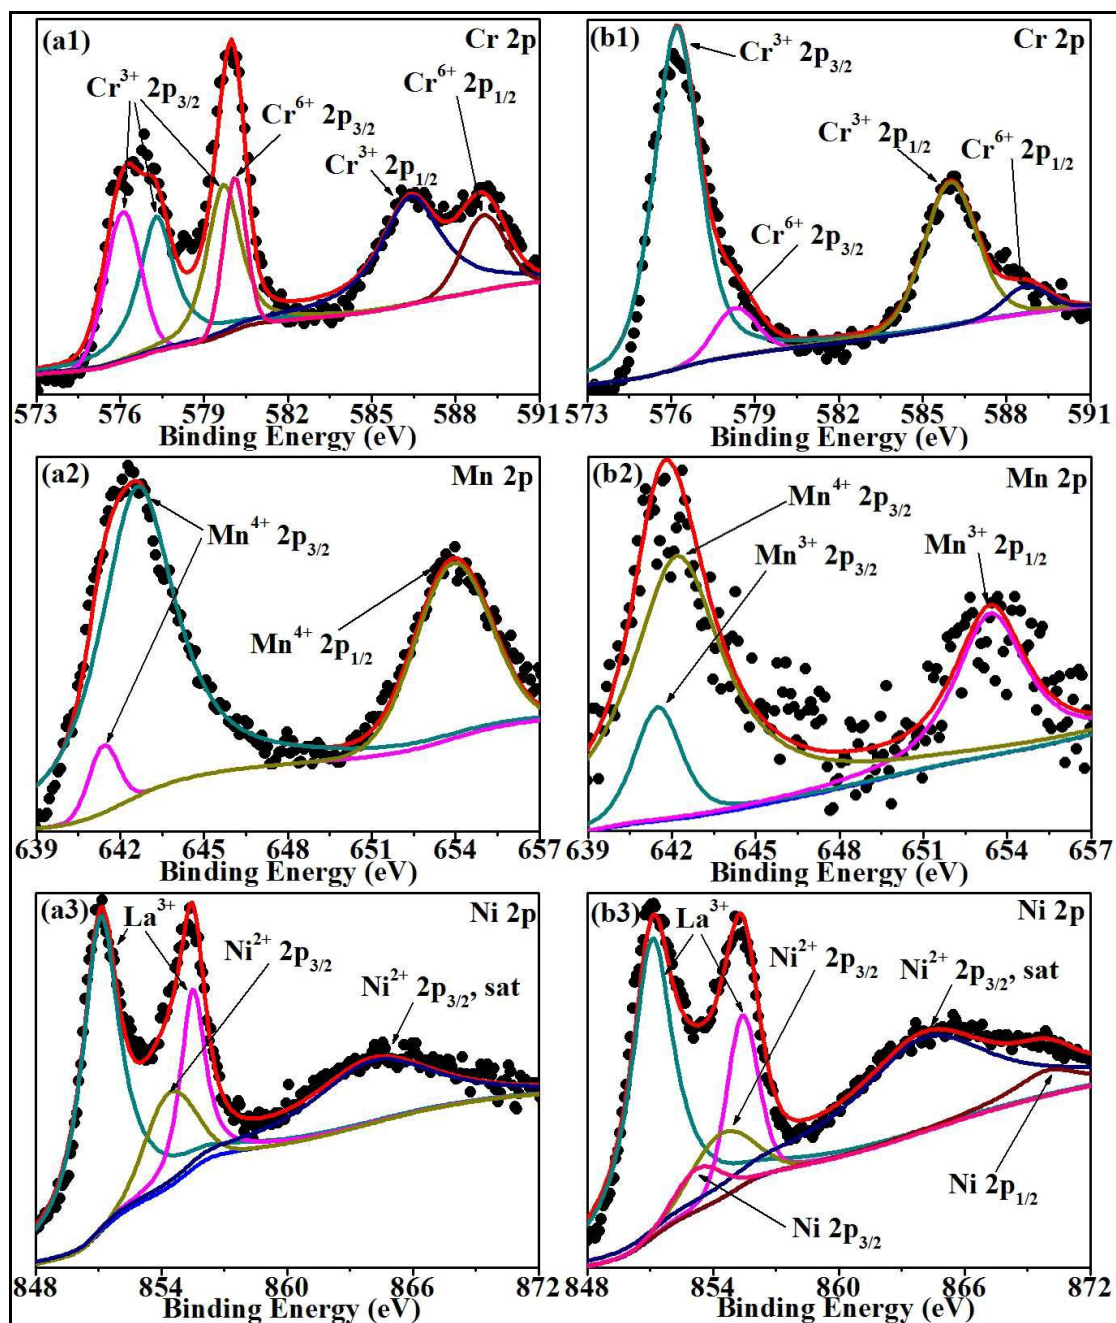 (a1)
Cr 2p
Cr³⁺ 2p₃/₂
Cr⁶⁺ 2p₃/₂
Cr³⁺ 2p₁/₂
Cr⁶⁺ 2p₁/₂
573 576 579 582 585 588 591
Binding Energy (eV)
(b1)
Cr 2p
Cr³⁺ 2p₃/₂
Cr⁶⁺ 2p₃/₂
Cr³⁺ 2p₁/₂
Cr⁶⁺ 2p₁/₂
573 576 579 582 585 588 591
Binding Energy (eV)
(a2)
Mn 2p
Mn⁴⁺ 2p₃/₂
Mn⁴⁺ 2p₁/₂
639 642 645 648 651 654 657
Binding Energy (eV)
(b2)
Mn 2p
Mn⁴⁺ 2p₃/₂
Mn³⁺ 2p₃/₂
Mn³⁺ 2p₁/₂
639 642 645 648 651 654 657
Binding Energy (eV)
(a3)
Ni 2p
La³⁺
Ni²⁺ 2p₃/₂
Ni²⁺ 2p₃/₂, sat
848 854 860 866 872
Binding Energy (eV)
(b3)
Ni 2p
La³⁺
Ni²⁺ 2p₃/₂
Ni²⁺ 2p₃/₂, sat
Ni 2p₁/₂
Ni 2p₃/₂
848 854 860 866 872
Binding Energy (eV)